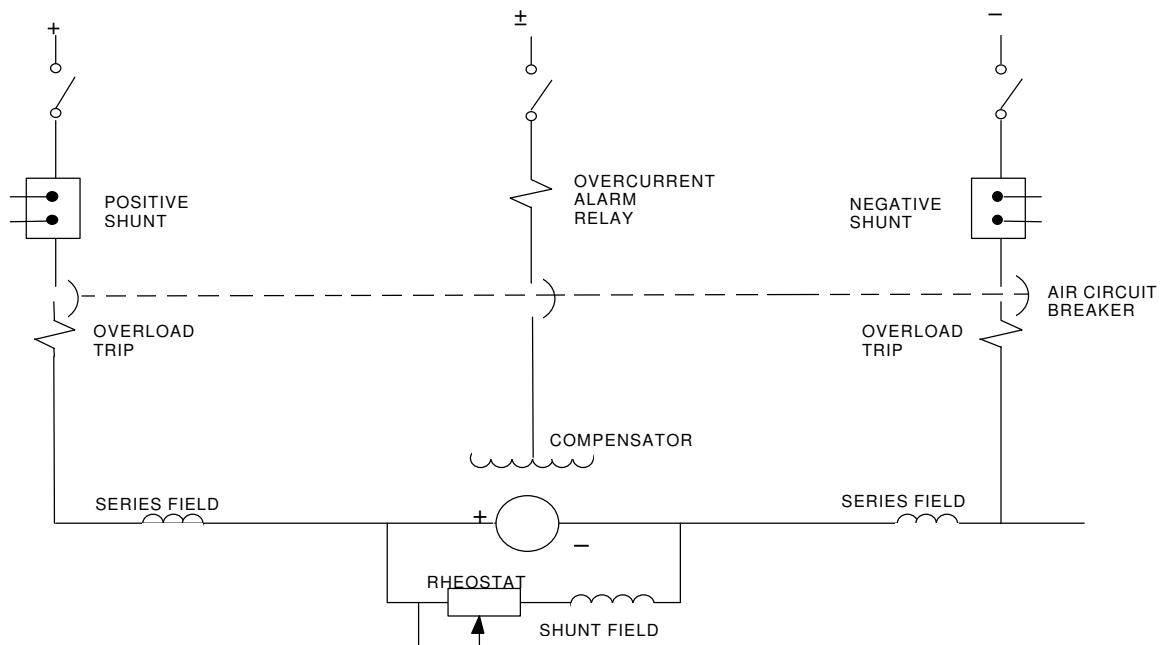 +
±
−
POSITIVE
SHUNT
OVERCURRENT
ALARM
RELAY
NEGATIVE
SHUNT
AIR CIRCUIT
BREAKER
OVERLOAD
TRIP
OVERLOAD
TRIP
COMPENSATOR
SERIES FIELD
SERIES FIELD
+
−
RHEOSTAT
SHUNT FIELD